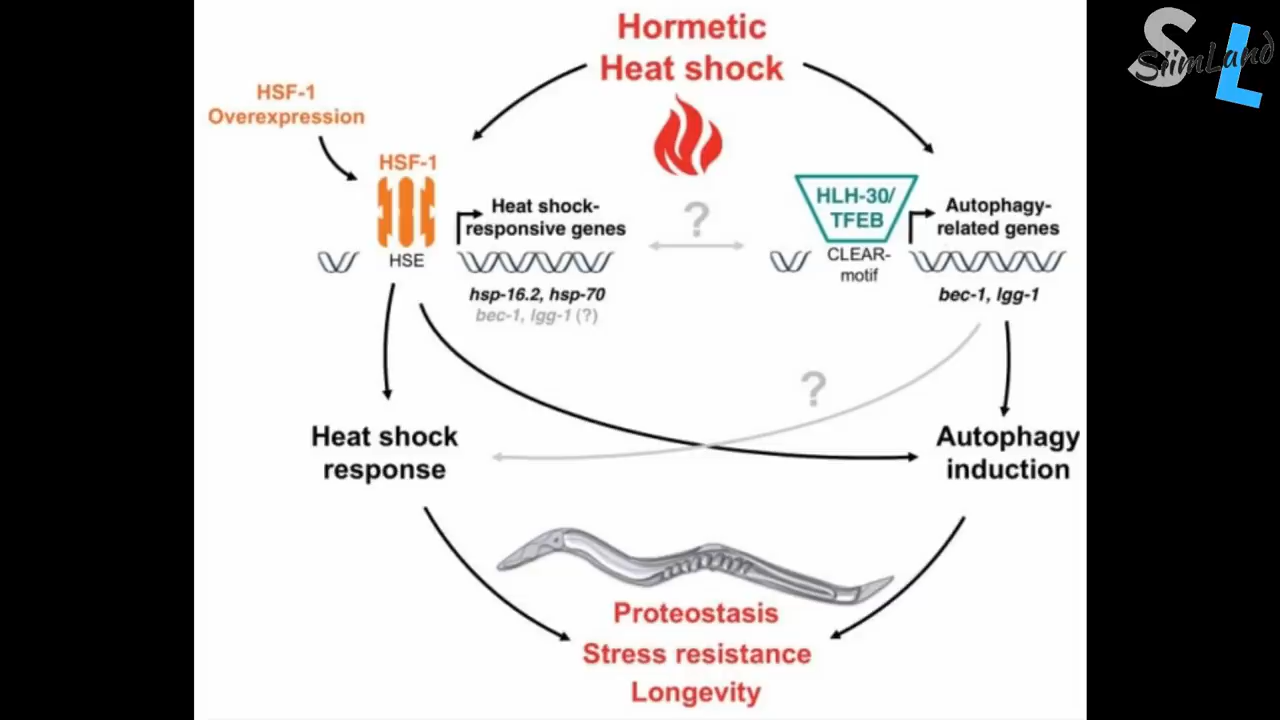 Hormetic
Heat shock
SL
SiimLand
HSF-1
Overexpression
HSF-1
HSE
Heat shock-
responsive genes
hsp-16.2, hsp-70
bec-1, lgg-1 (?)
?
HLH-30/
TFEB
CLEAR-
motif
Autophagy-
related genes
bec-1, lgg-1
?
Heat shock
response
Autophagy
induction
Proteostasis
Stress resistance
Longevity